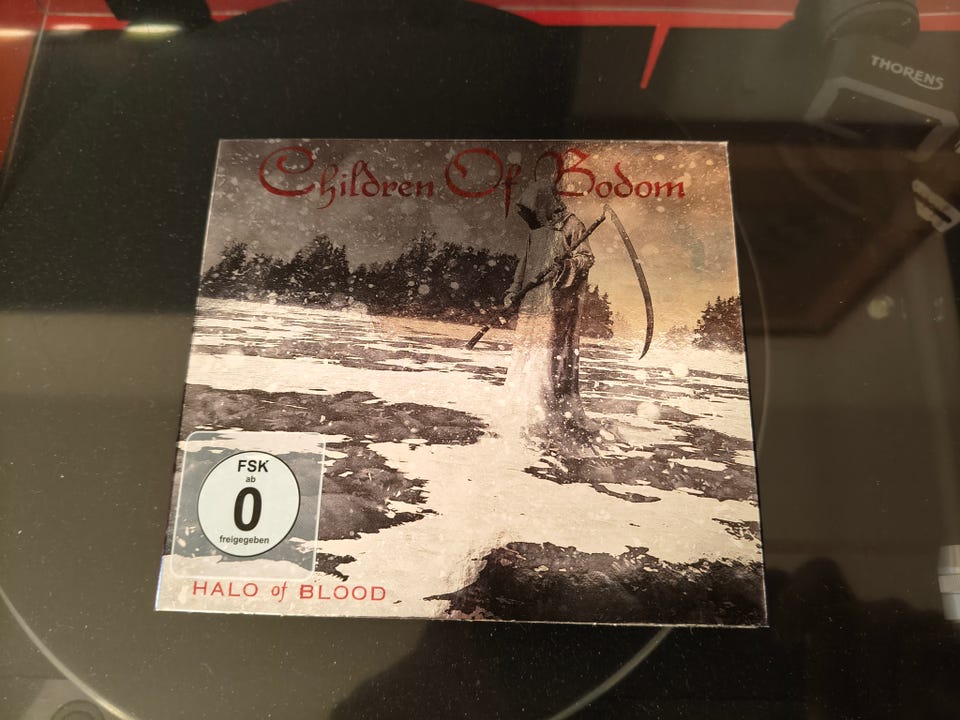 THORENS
Children Of Bodom
FSK
ab
0
freigegeben
HALO of BLOOD